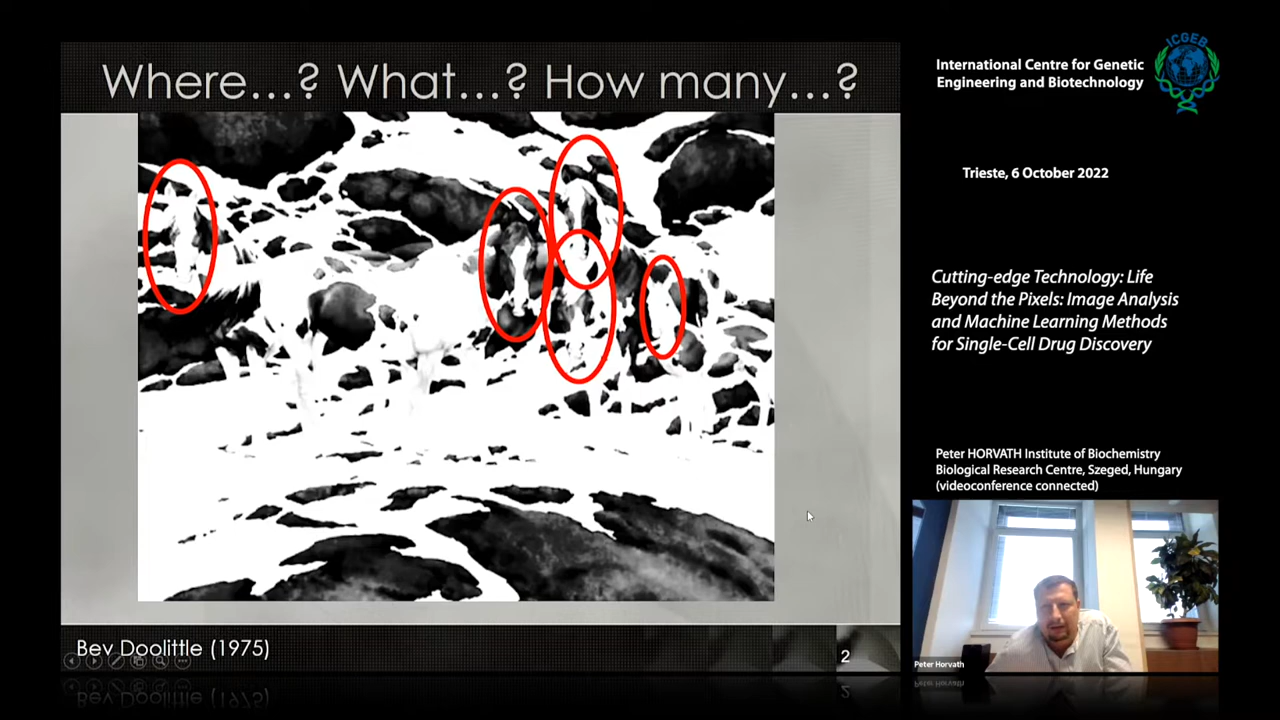 Where...? What...? How many...?
Bev Doolittle (1975)
2
International Centre for Genetic
Engineering and Biotechnology
ICGEB
Trieste, 6 October 2022
Cutting-edge Technology: Life
Beyond the Pixels: Image Analysis
and Machine Learning Methods
for Single-Cell Drug Discovery
Peter HORVATH Institute of Biochemistry
Biological Research Centre, Szeged, Hungary
(videoconference connected)
Peter Horvath